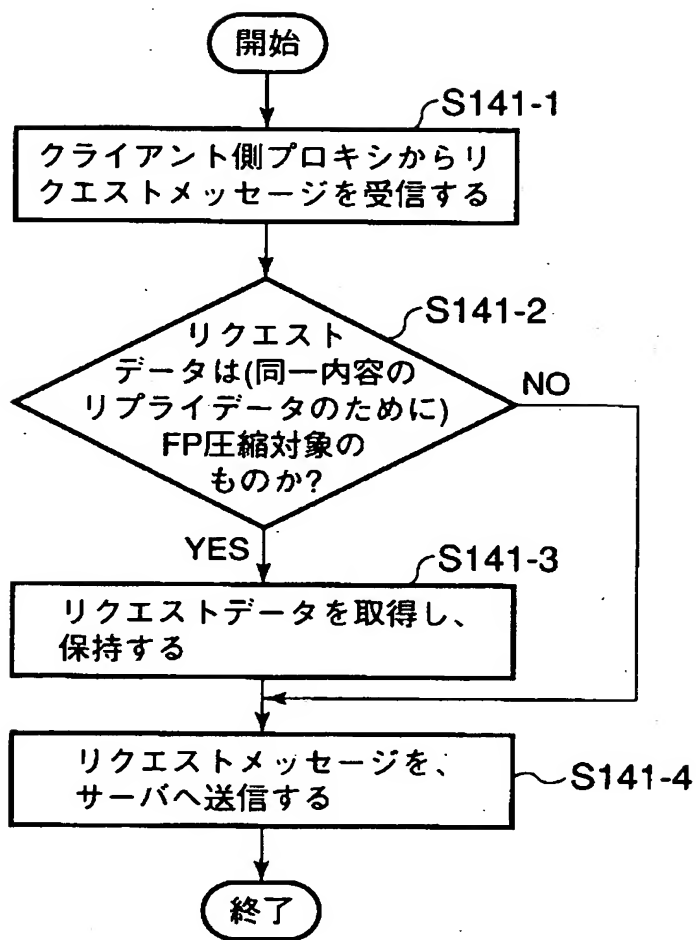 開始
S141-1
クライアント側プロキシからリ
クエストメッセージを受信する
S141-2
リクエスト
データは(同一内容の
リプライデータのために)
FP圧縮対象の
ものか?
NO
YES
S141-3
リクエストデータを取得し、
保持する
リクエストメッセージを、
サーバへ送信する
S141-4
終了